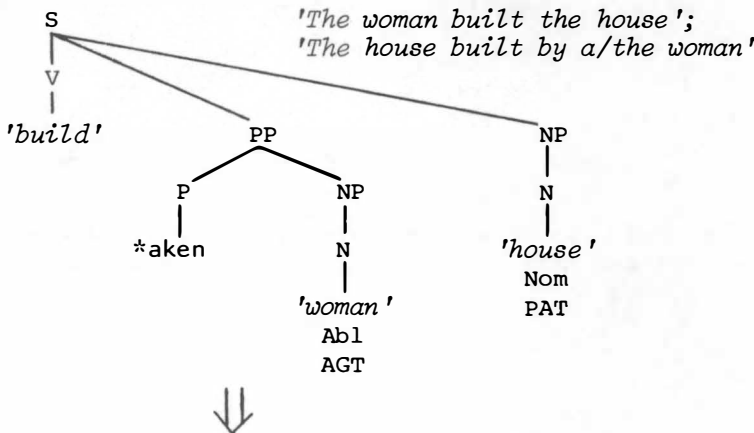 S 'The woman built the house';
'The house built by a/the woman'
V
'build' PP NP
P NP N
*aken N 'house'
'woman' Nom
Abl PAT
AGT